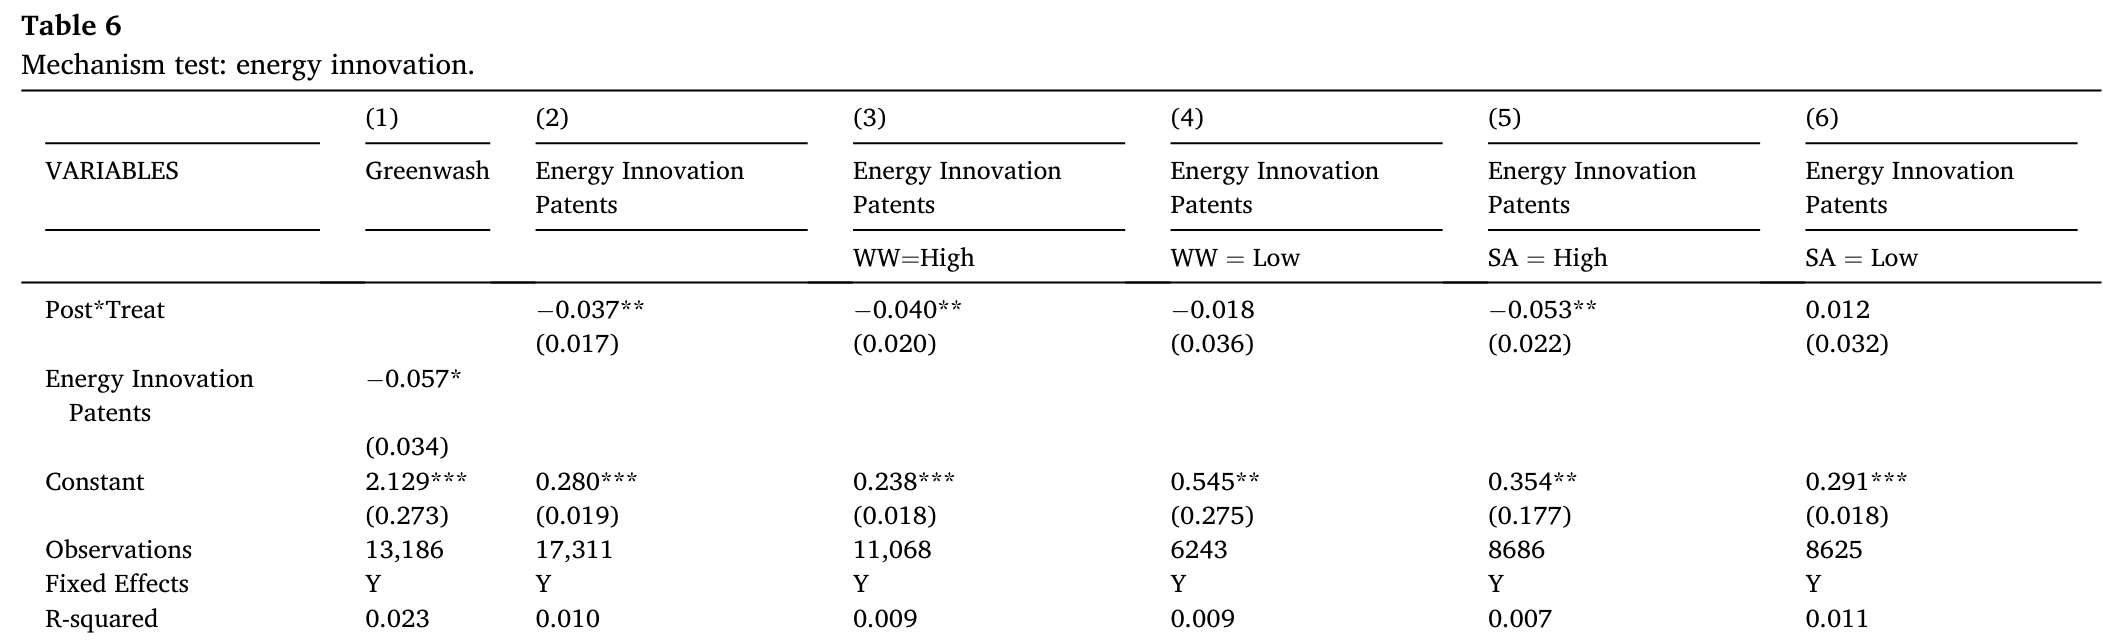 Table 6
Mechanism test: energy innovation.
(1) (2) (3) (4) (5) (6)
VARIABLES Greenwash Energy Innovation Energy Innovation Energy Innovation Energy Innovation Energy Innovation
Patents Patents Patents Patents Patents
WW=High WW = Low SA = High SA = Low
Post*Treat −0.037** −0.040** −0.018 −0.053** 0.012
(0.017) (0.020) (0.036) (0.022) (0.032)
Energy Innovation −0.057*
Patents
(0.034)
Constant 2.129*** 0.280*** 0.238*** 0.545** 0.354** 0.291***
(0.273) (0.019) (0.018) (0.275) (0.177) (0.018)
Observations 13,186 17,311 11,068 6243 8686 8625
Fixed Effects Y Y Y Y Y Y
R-squared 0.023 0.010 0.009 0.009 0.007 0.011